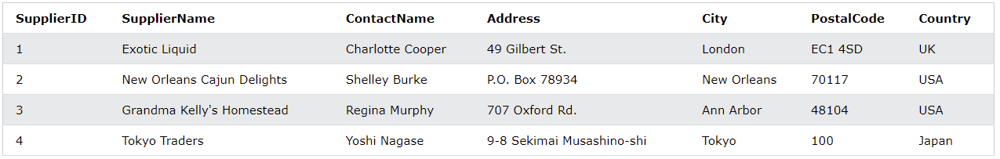 SupplierID SupplierName ContactName Address City PostalCode Country
1 Exotic Liquid Charlotte Cooper 49 Gilbert St. London EC1 4SD UK
2 New Orleans Cajun Delights Shelley Burke P.O. Box 78934 New Orleans 70117 USA
3 Grandma Kelly's Homestead Regina Murphy 707 Oxford Rd. Ann Arbor 48104 USA
4 Tokyo Traders Yoshi Nagase 9-8 Sekimai Musashino-shi Tokyo 100 Japan